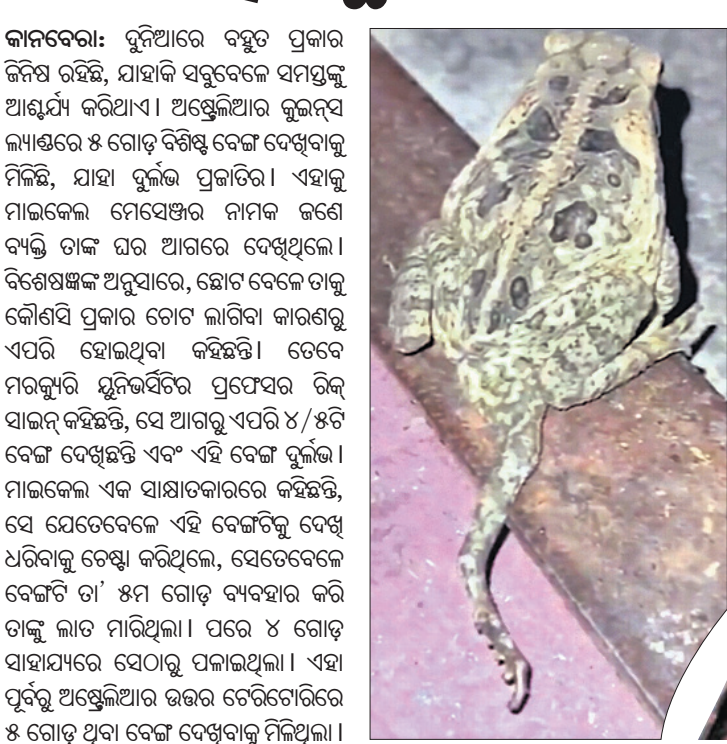 କାନବେରା: ଦୁନିଆରେ ବହୁତ ପ୍ରକାର
ଜିନିଷ ରହିଛି, ଯାହାକି ସବୁବେଳେ ସମସ୍ତଙ୍କୁ
ଆଶ୍ଚର୍ଯ୍ୟ କରିଥାଏ। ଅଷ୍ଟ୍ରେଲିଆର କୁଇନ୍ସ
ଲ୍ୟାଣ୍ଡରେ ୫ ଗୋଡ଼ ବିଶିଷ୍ଟ ବେଙ୍ଗ ଦେଖିବାକୁ
ମିଳିଛି, ଯାହା ଦୁର୍ଲଭ ପ୍ରଜାତିର। ଏହାକୁ
ମାଇକେଲ ମେସେଞ୍ଜର ନାମକ ଜଣେ
ବ୍ୟକ୍ତି ତାଙ୍କ ଘର ଆଗରେ ଦେଖିଥିଲେ।
ବିଶେଷଜ୍ଞଙ୍କ ଅନୁସାରେ, ଛୋଟ ବେଳେ ତାକୁ
କୌଣସି ପ୍ରକାର ଚୋଟ ଲାଗିବା କାରଣରୁ
ଏପରି ହୋଇଥିବା କହିଛନ୍ତି। ତେବେ
ମରକ୍ୟୁରି ୟୁନିଭର୍ସିଟିର ପ୍ରଫେସର ରିକ୍
ସାଇନ୍ କହିଛନ୍ତି, ସେ ଆଗରୁ ଏପରି ୪/୫ଟି
ବେଙ୍ଗ ଦେଖିଛନ୍ତି ଏବଂ ଏହି ବେଙ୍ଗ ଦୁର୍ଲଭ।
ମାଇକେଲ ଏକ ସାକ୍ଷାତକାରରେ କହିଛନ୍ତି,
ସେ ଯେତେବେଳେ ଏହି ବେଙ୍ଗଟିକୁ ଦେଖି
ଧରିବାକୁ ଚେଷ୍ଟା କରିଥିଲେ, ସେତେବେଳେ
ବେଙ୍ଗଟି ତା' ୫ମ ଗୋଡ଼ ବ୍ୟବହାର କରି
ତାଙ୍କୁ ଲାତ ମାରିଥିଲା। ପରେ ୪ ଗୋଡ଼
ସାହାଯ୍ୟରେ ସେଠାରୁ ପଳାଇଥିଲା। ଏହା
ପୂର୍ବରୁ ଅଷ୍ଟ୍ରେଲିଆର ଉତ୍ତର ଟେରିଟୋରିରେ
୫ ଗୋଡ଼ ଥିବା ବେଙ୍ଗ ଦେଖିବାକୁ ମିଳିଥିଲା।